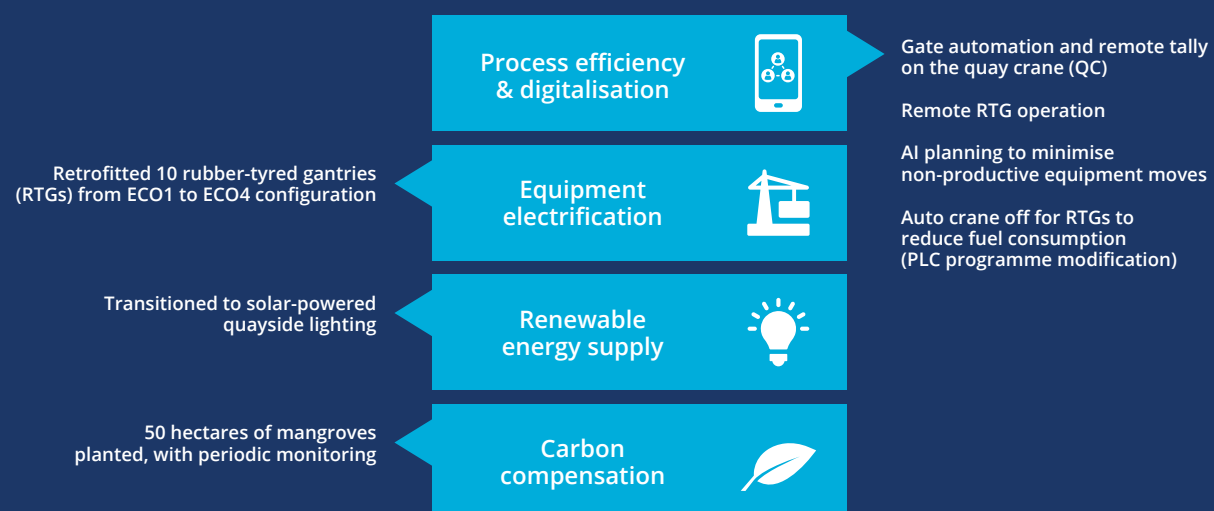 Process efficiency
& digitalisation
Gate automation and remote tally
on the quay crane (QC)
Remote RTG operation
AI planning to minimise
non-productive equipment moves
Auto crane off for RTGs to
reduce fuel consumption
(PLC programme modification)
Retrofitted 10 rubber-tyred gantries
(RTGs) from ECO1 to ECO4 configuration
Equipment
electrification
Transitioned to solar-powered
quayside lighting
Renewable
energy supply
50 hectares of mangroves
planted, with periodic monitoring
Carbon
compensation